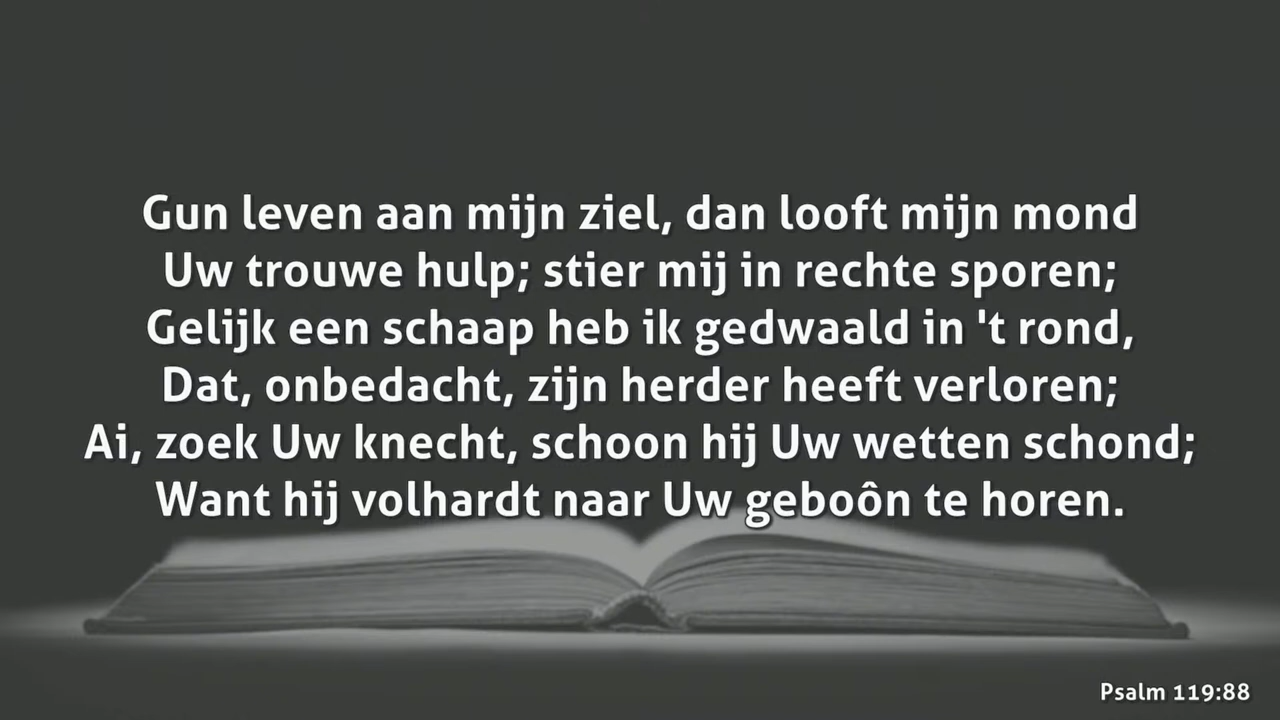 Gun leven aan mijn ziel, dan looft mijn mond
Uw trouwe hulp; stier mij in rechte sporen;
Gelijk een schaap heb ik gedwaald in 't rond,
Dat, onbedacht, zijn herder heeft verloren;
Ai, zoek Uw knecht, schoon hij Uw wetten schond;
Want hij volhardt naar Uw geboôn te horen.
Psalm 119:88